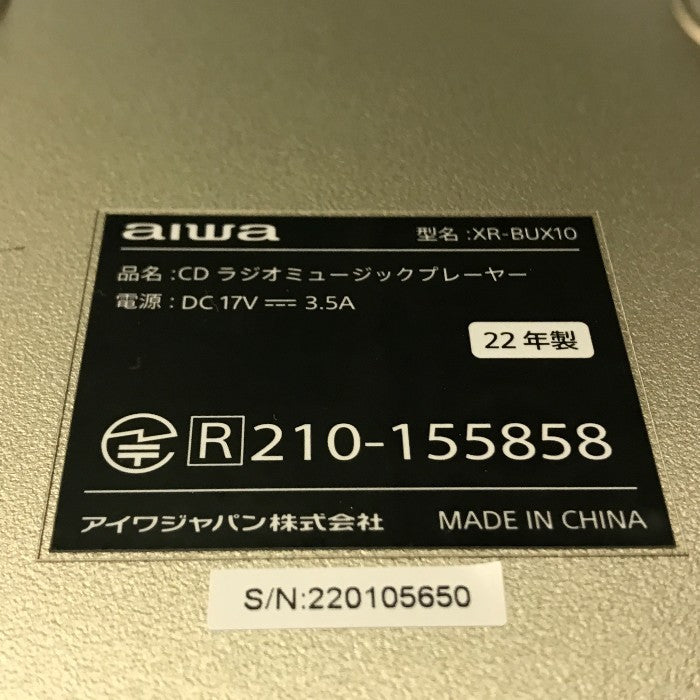 aiwa 型名:XR-BUX10
品名:CD ラジオミュージックプレーヤー
電源:DC 17V ⎓ 3.5A
22 年製
R 210-155858
アイワジャパン株式会社 MADE IN CHINA
S/N:220105650